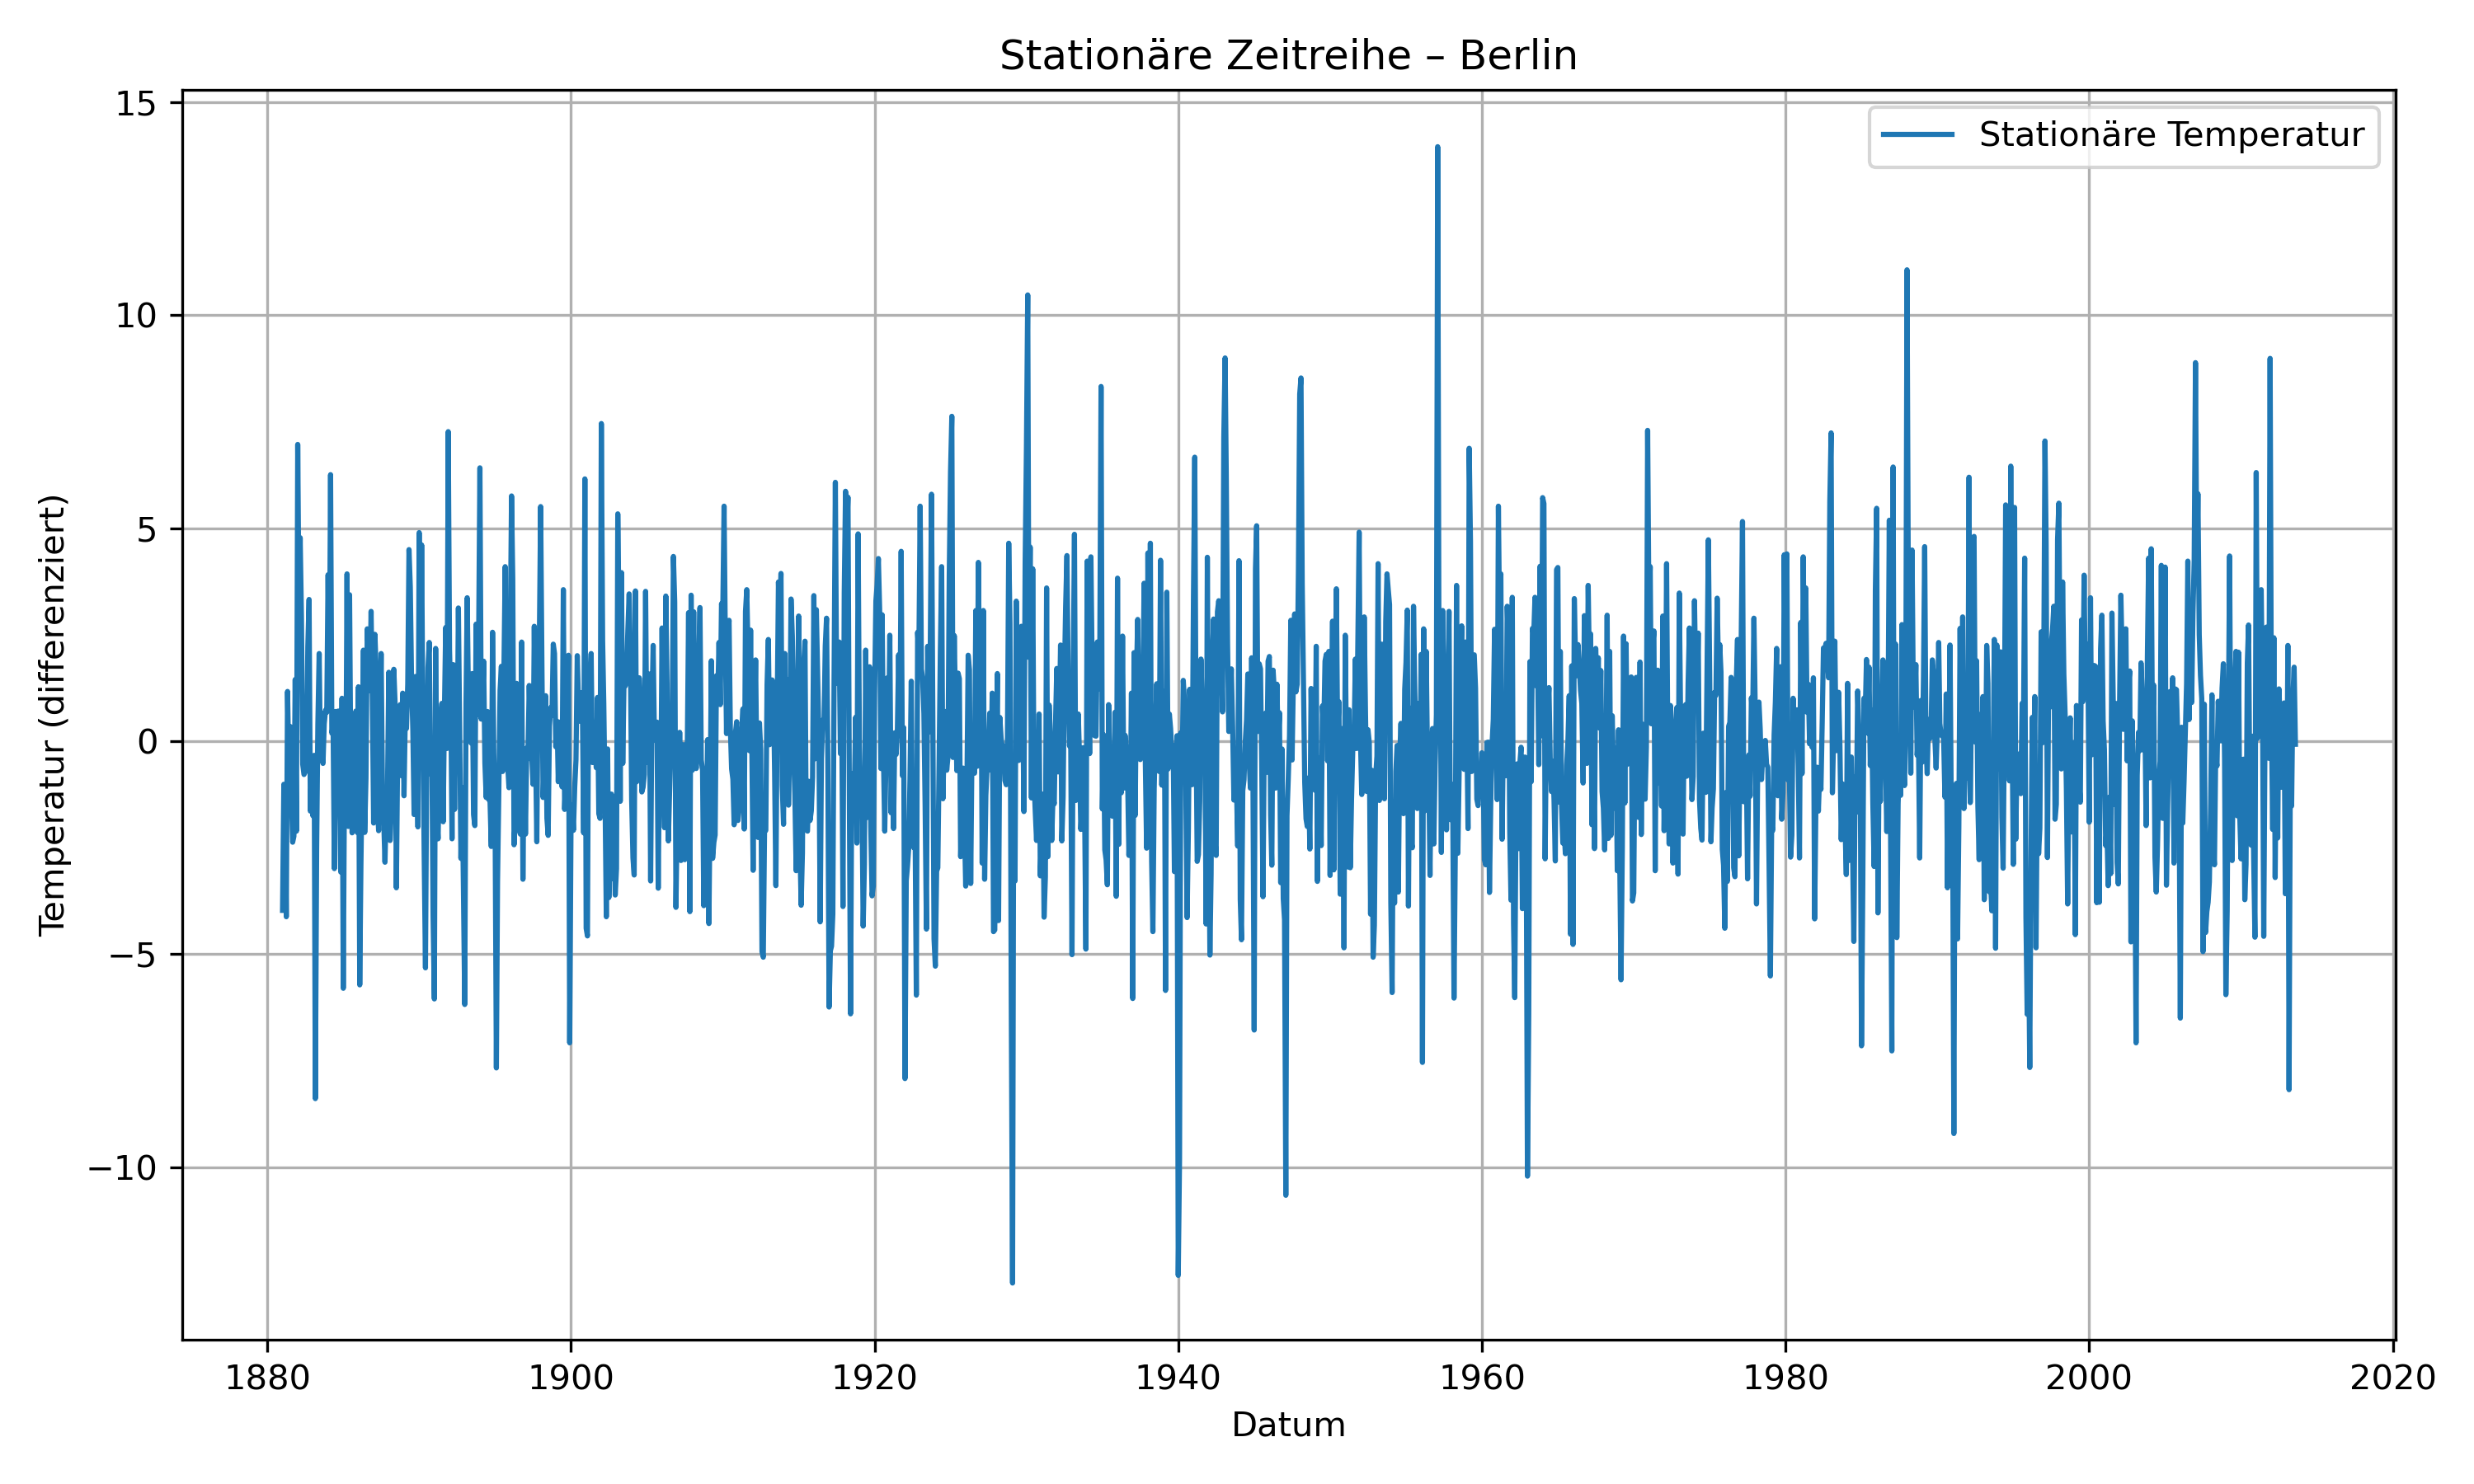 Stationäre Zeitreihe – Berlin
Stationäre Temperatur
Temperatur (differenziert)
15
10
5
0
−5
−10
1880 1900 1920 1940 1960 1980 2000 2020
Datum